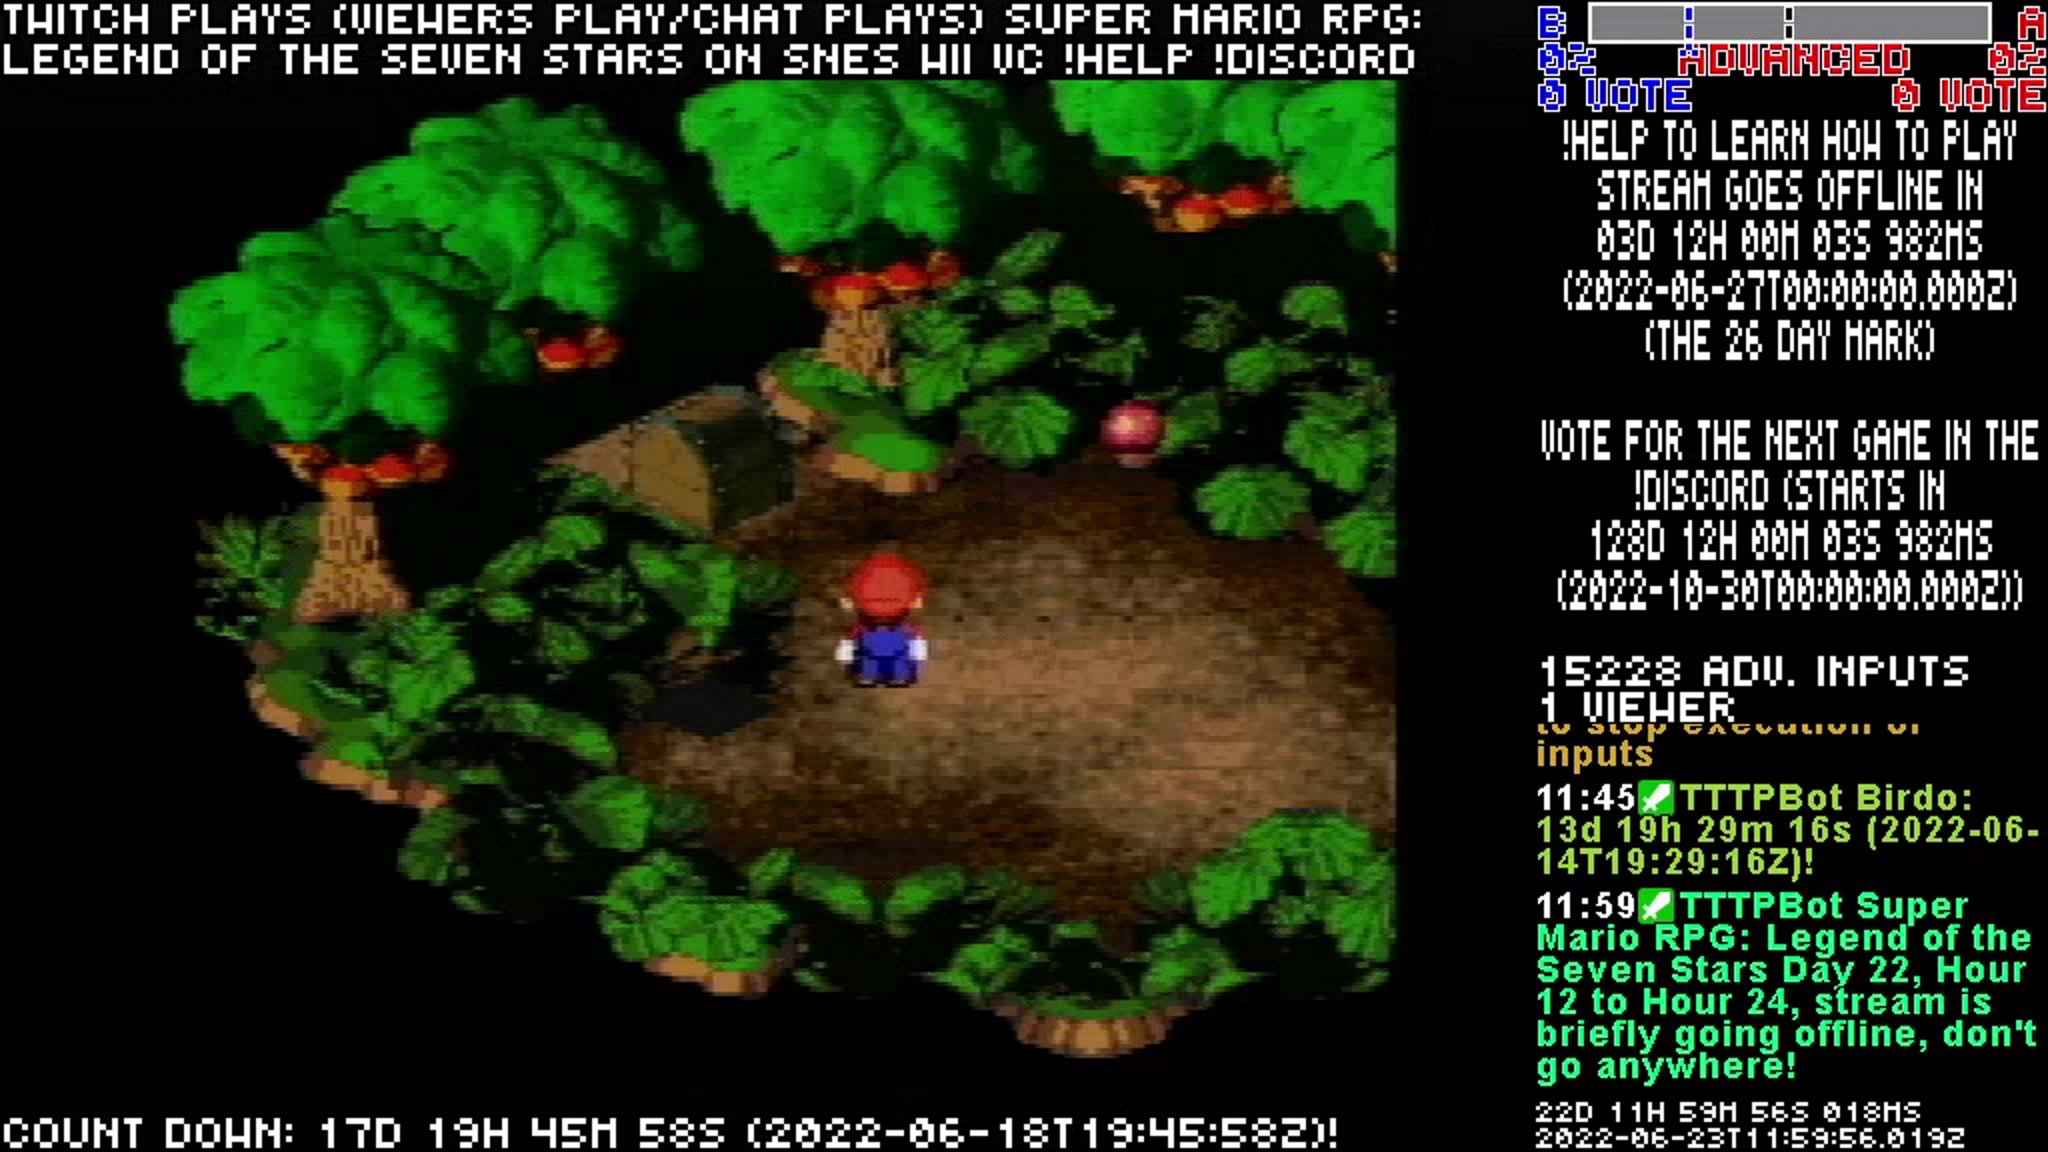 TWITCH PLAYS (VIEWERS PLAY/CHAT PLAYS) SUPER MARIO RPG:
LEGEND OF THE SEVEN STARS ON SNES WII VC !HELP !DISCORD
B A
0% ADVANCED 0%
0 VOTE 0 VOTE
!HELP TO LEARN HOW TO PLAY
STREAM GOES OFFLINE IN
03D 12H 00M 03S 982MS
(2022-06-27T00:00:00.000Z)
(THE 26 DAY MARK)
VOTE FOR THE NEXT GAME IN THE
!DISCORD (STARTS IN
128D 12H 00M 03S 982MS
(2022-10-30T00:00:00.000Z))
15228 ADV. INPUTS
1 VIEWER
to stop execution of
inputs
11:45 TTTPBot Birdo:
13d 19h 29m 16s (2022-06-
14T19:29:16Z)!
11:59 TTTPBot Super
Mario RPG: Legend of the
Seven Stars Day 22, Hour
12 to Hour 24, stream is
briefly going offline, don't
go anywhere!
22D 11H 59M 56S 018MS
2022-06-23T11:59:56.019Z
COUNT DOWN: 17D 19H 45M 58S (2022-06-18T19:45:58Z)!